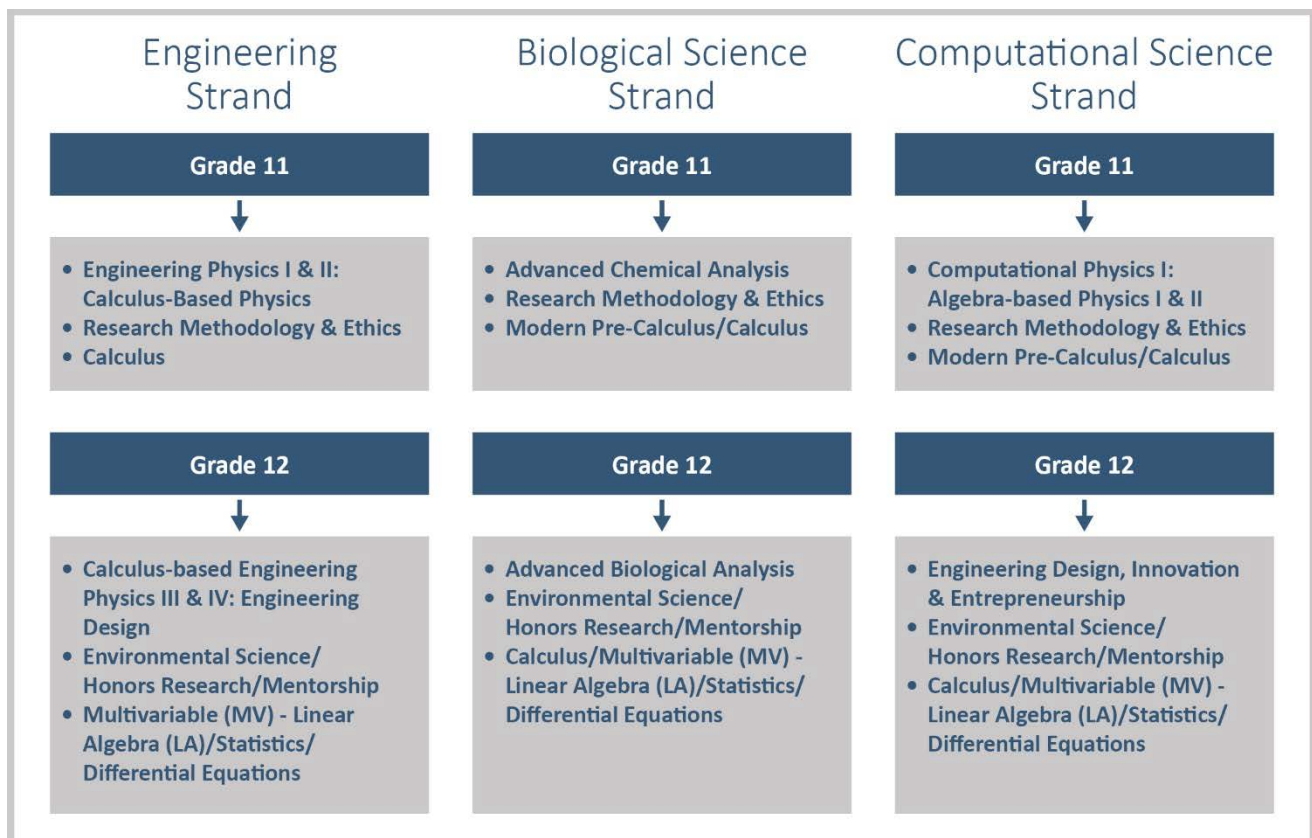 Engineering
Strand
Grade 11
• Engineering Physics I & II:
Calculus-Based Physics
• Research Methodology & Ethics
• Calculus
Grade 12
• Calculus-based Engineering
Physics III & IV: Engineering
Design
• Environmental Science/
Honors Research/Mentorship
• Multivariable (MV) - Linear
Algebra (LA)/Statistics/
Differential Equations
Biological Science
Strand
Grade 11
• Advanced Chemical Analysis
• Research Methodology & Ethics
• Modern Pre-Calculus/Calculus
Grade 12
• Advanced Biological Analysis
• Environmental Science/
Honors Research/Mentorship
• Calculus/Multivariable (MV) -
Linear Algebra (LA)/Statistics/
Differential Equations
Computational Science
Strand
Grade 11
• Computational Physics I:
Algebra-based Physics I & II
• Research Methodology & Ethics
• Modern Pre-Calculus/Calculus
Grade 12
• Engineering Design, Innovation
& Entrepreneurship
• Environmental Science/
Honors Research/Mentorship
• Calculus/Multivariable (MV) -
Linear Algebra (LA)/Statistics/
Differential Equations